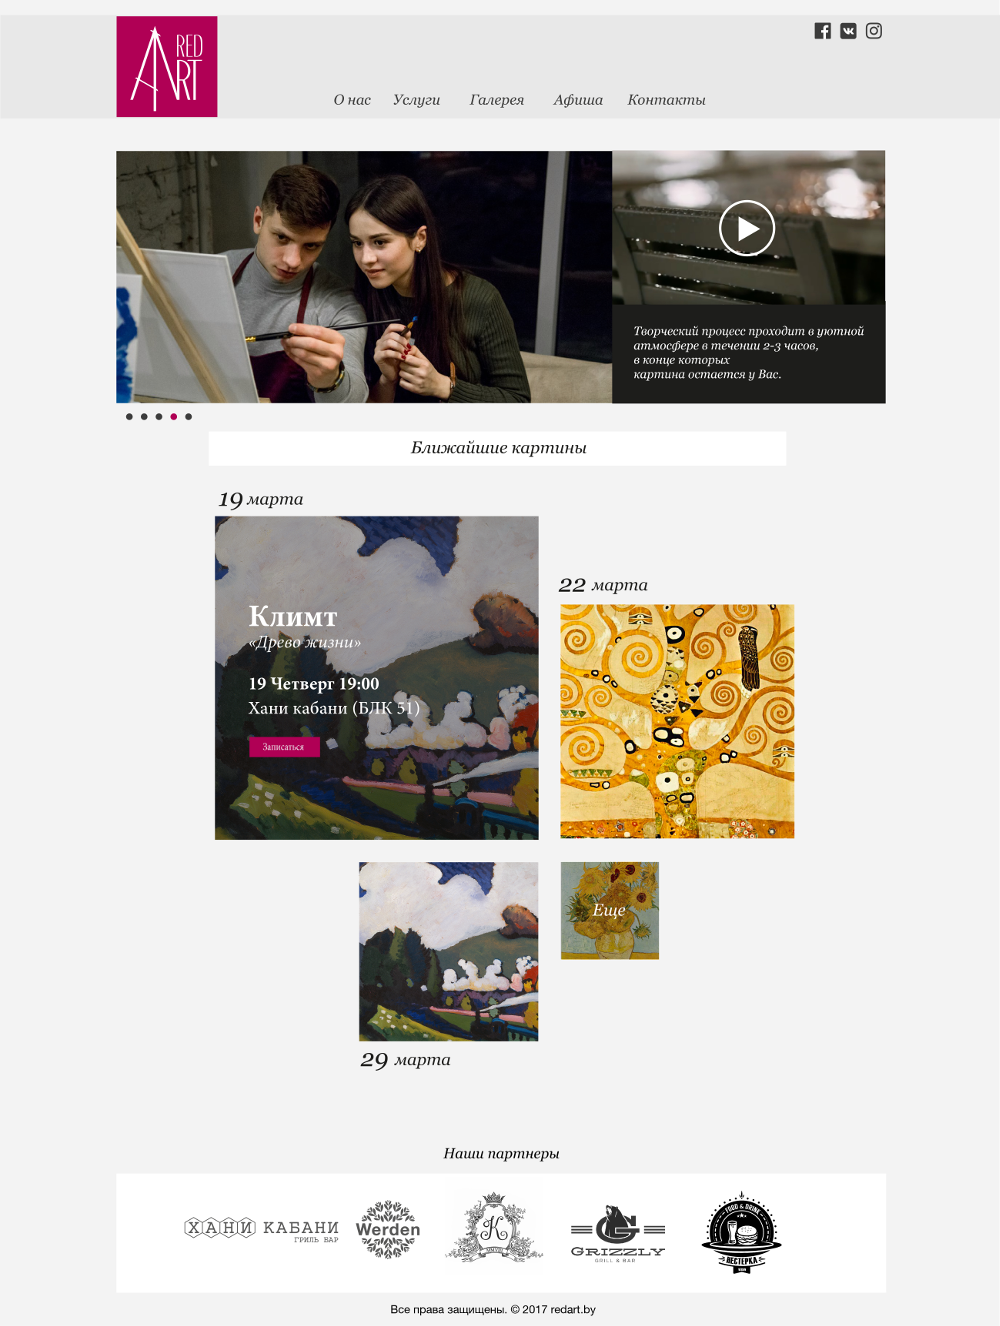 RED
ART
О нас Услуги Галерея Афиша Контакты
Творческий процесс проходит в уютной
атмосфере в течении 2-3 часов,
в конце которых
картина остается у Вас.
Ближайшие картины
19 марта
Климт
«Древо жизни»
19 Четверг 19:00
Хани кабани (БЛК 51)
Записаться
22 марта
Еще
29 марта
Наши партнеры
ХАНИ КАБАНИ
ГРИЛЬ БАР
Werden
K
G
GRIZZLY
GRILL & BAR
FOOD & DRINK
ШЕСТЕРКА
Все права защищены. © 2017 redart.by